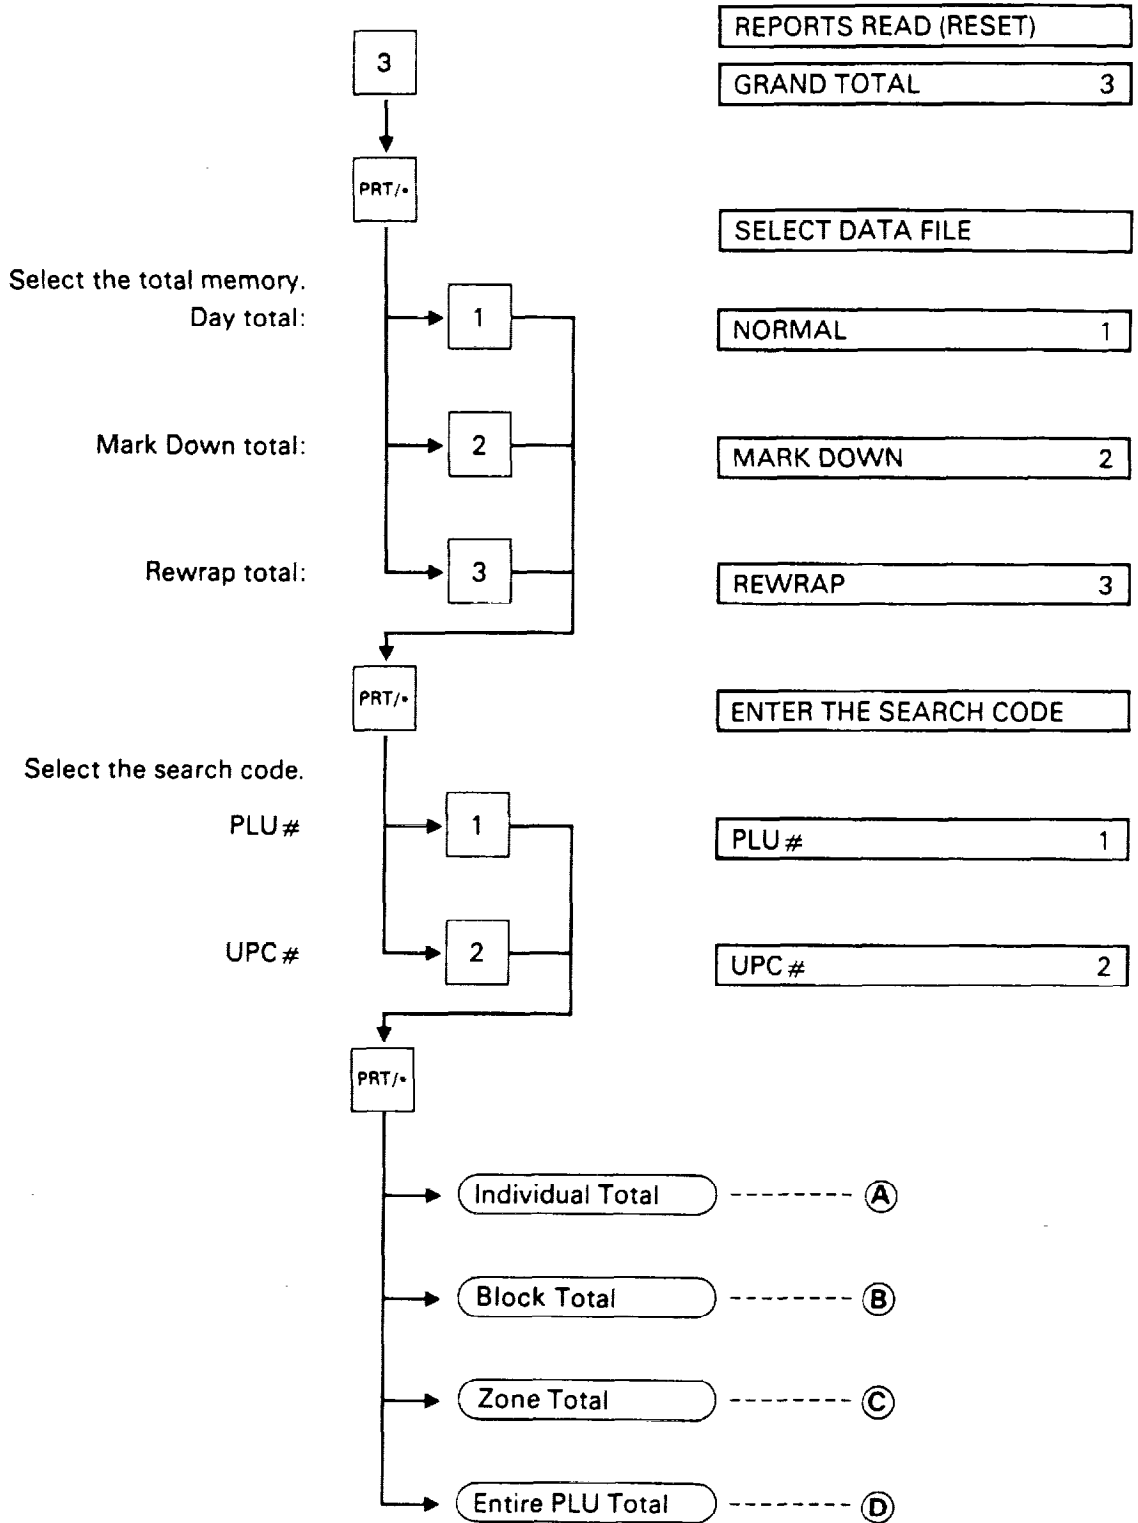 REPORTS READ (RESET)
3
GRAND TOTAL 3
PRT/•
SELECT DATA FILE
Select the total memory.
Day total: 1 NORMAL 1
Mark Down total: 2 MARK DOWN 2
Rewrap total: 3 REWRAP 3
PRT/•
ENTER THE SEARCH CODE
Select the search code.
PLU# 1 PLU# 1
UPC# 2 UPC# 2
PRT/•
Individual Total -------- A
Block Total -------- B
Zone Total -------- C
Entire PLU Total -------- D